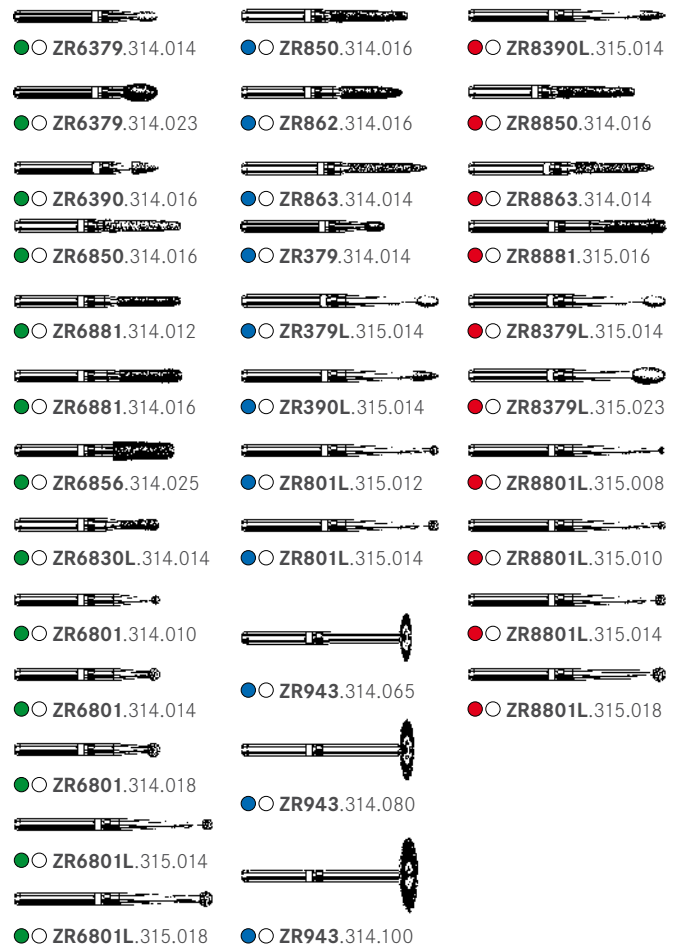 ZR6379.314.014
ZR6379.314.023
ZR6390.314.016
ZR6850.314.016
ZR6881.314.012
ZR6881.314.016
ZR6856.314.025
ZR6830L.314.014
ZR6801.314.010
ZR6801.314.014
ZR6801.314.018
ZR6801L.315.014
ZR6801L.315.018
ZR850.314.016
ZR862.314.016
ZR863.314.014
ZR379.314.014
ZR379L.315.014
ZR390L.315.014
ZR801L.315.012
ZR801L.315.014
ZR943.314.065
ZR943.314.080
ZR943.314.100
ZR8390L.315.014
ZR8850.314.016
ZR8863.314.014
ZR8881.315.016
ZR8379L.315.014
ZR8379L.315.023
ZR8801L.315.008
ZR8801L.315.010
ZR8801L.315.014
ZR8801L.315.018